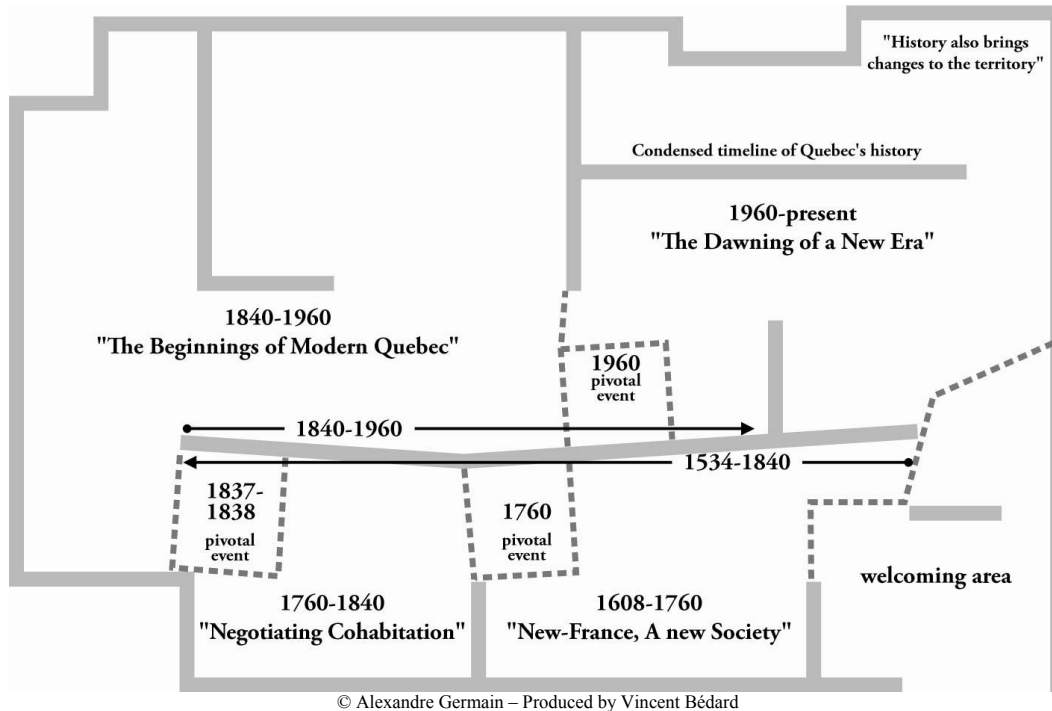 "History also brings
changes to the territory"
Condensed timeline of Quebec's history
1960-present
"The Dawning of a New Era"
1840-1960
"The Beginnings of Modern Quebec"
1960
pivotal
event
1840-1960
1534-1840
1837-
1838
pivotal
event
1760
pivotal
event
welcoming area
1760-1840
"Negotiating Cohabitation"
1608-1760
"New-France, A new Society"
© Alexandre Germain – Produced by Vincent Bédard